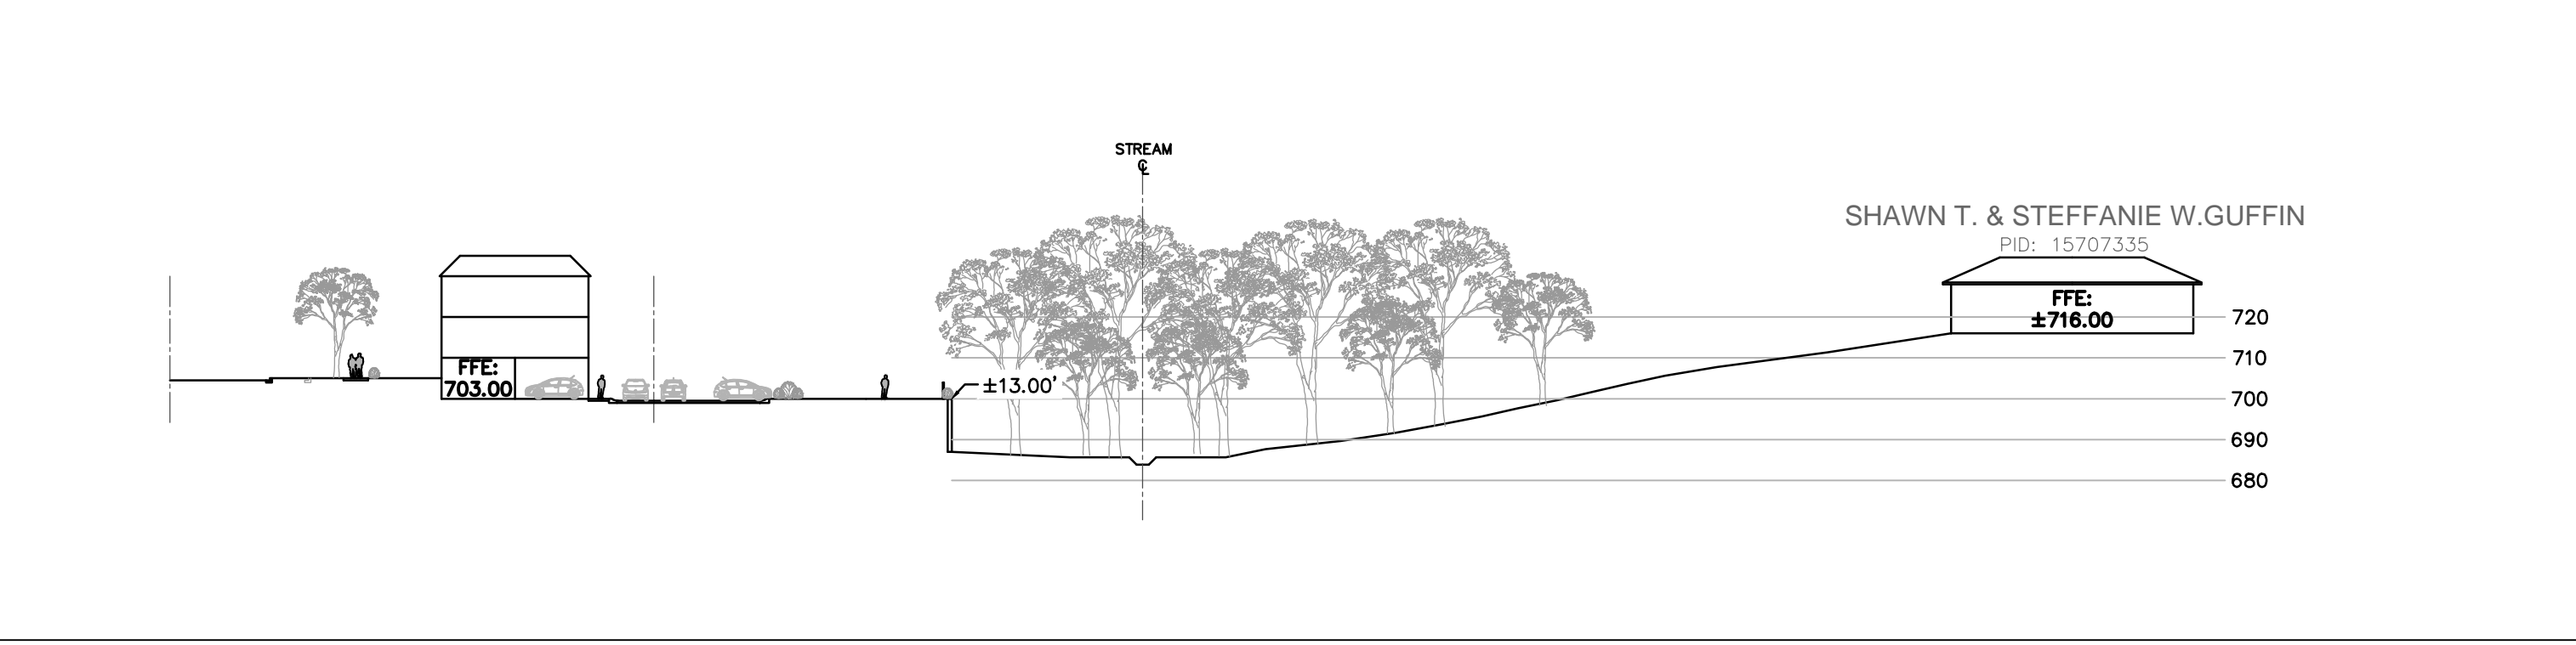 STREAM
℄
SHAWN T. & STEFFANIE W.GUFFIN
PID: 15707335
FFE:
±716.00
720
710
FFE:
703.00
±13.00'
700
690
680